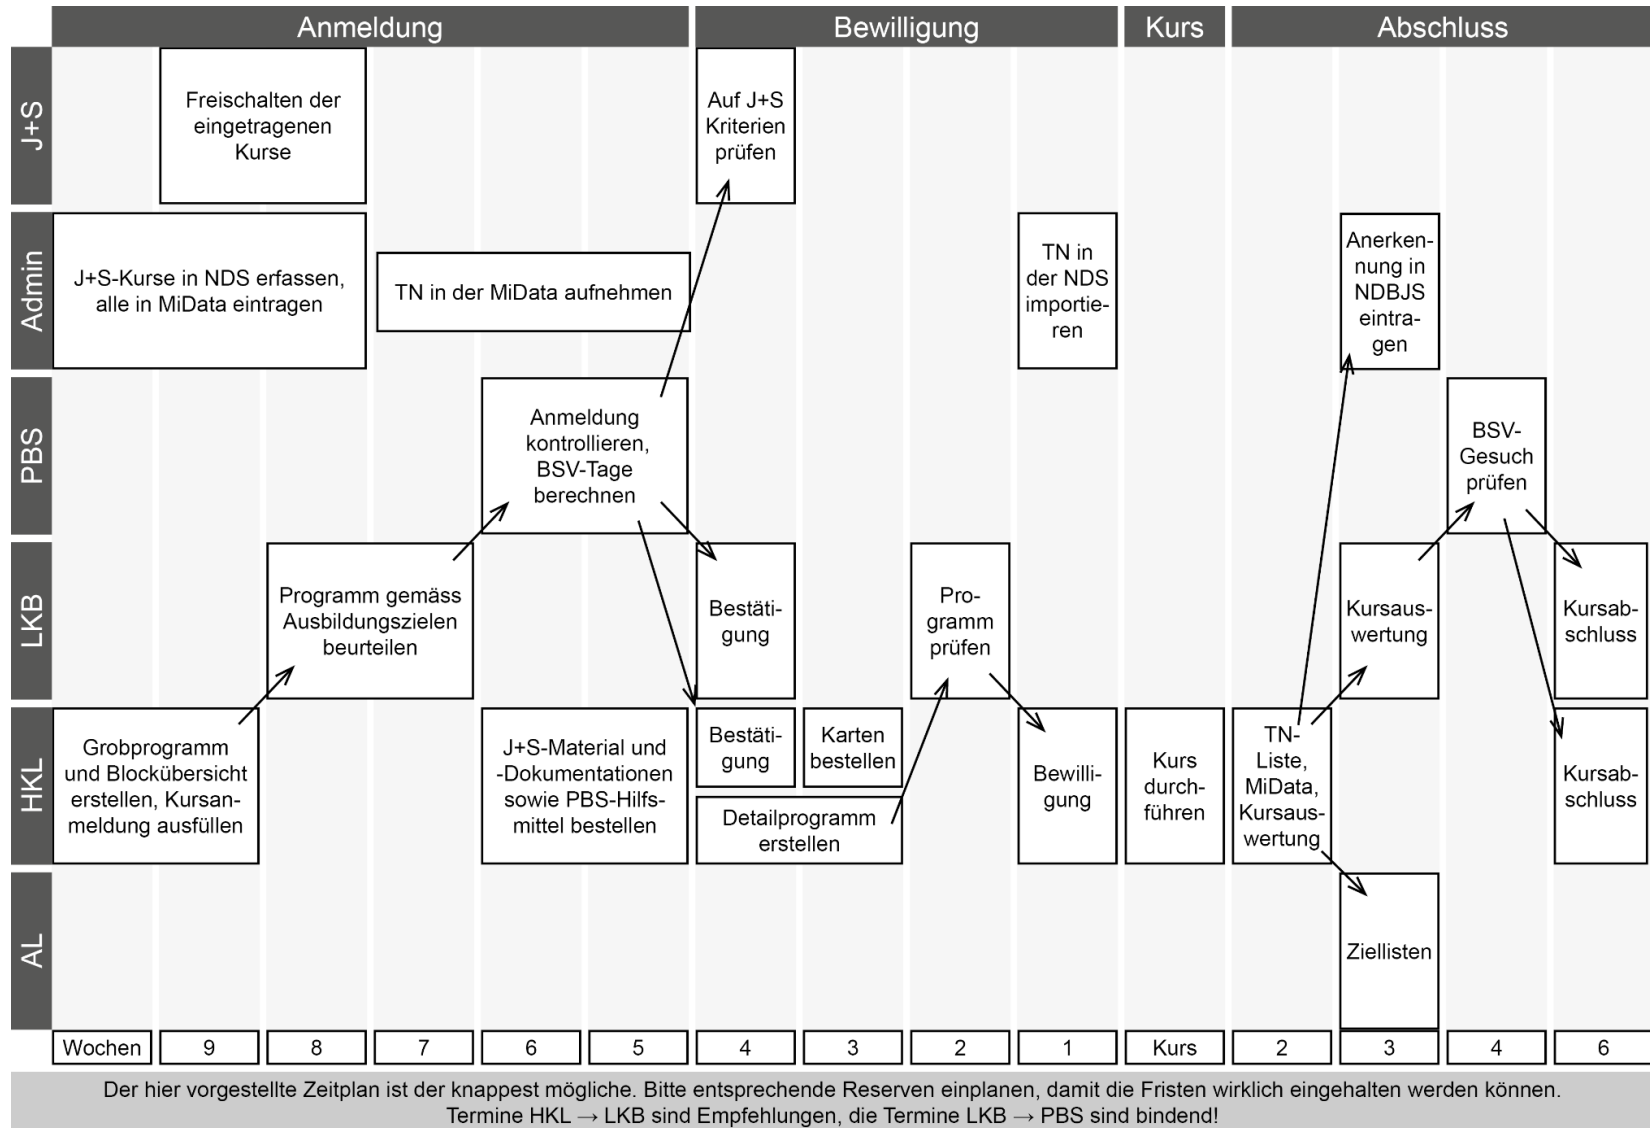 Anmeldung
Bewilligung
Kurs
Abschluss
J+S
Freischalten der
eingetragenen
Kurse
Auf J+S
Kriterien
prüfen
Admin
J+S-Kurse in NDS erfassen,
alle in MiData eintragen
TN in der MiData aufnehmen
TN in
der NDS
importie-
ren
Anerken-
nung in
NDBJS
eintra-
gen
PBS
Anmeldung
kontrollieren,
BSV-Tage
berechnen
BSV-
Gesuch
prüfen
LKB
Programm gemäss
Ausbildungszielen
beurteilen
Bestäti-
gung
Pro-
gramm
prüfen
Kursaus-
wertung
Kursab-
schluss
HKL
Grobprogramm
und Blockübersicht
erstellen, Kursan-
meldung ausfüllen
J+S-Material und
-Dokumentationen
sowie PBS-Hilfs-
mittel bestellen
Bestäti-
gung
Karten
bestellen
Detailprogramm
erstellen
Bewilli-
gung
Kurs
durch-
führen
TN-
Liste,
MiData,
Kursaus-
wertung
Kursab-
schluss
AL
Ziellisten
Wochen
9
8
7
6
5
4
3
2
1
Kurs
2
3
4
6
Der hier vorgestellte Zeitplan ist der knappest mögliche. Bitte entsprechende Reserven einplanen, damit die Fristen wirklich eingehalten werden können.
Termine HKL → LKB sind Empfehlungen, die Termine LKB → PBS sind bindend!